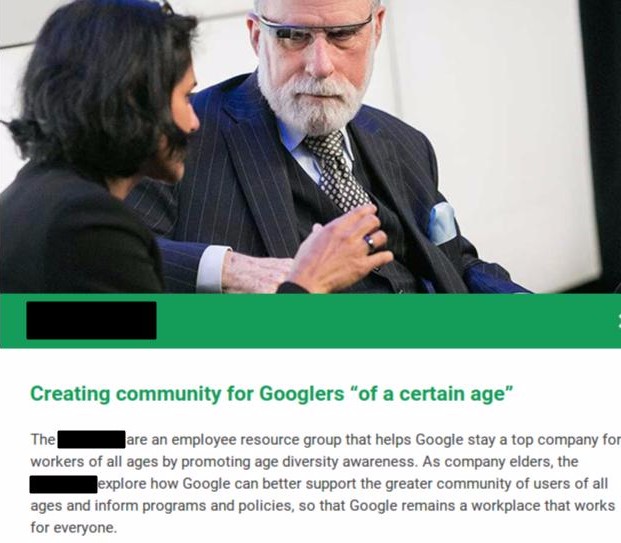 Creating community for Googlers “of a certain age”
The are an employee resource group that helps Google stay a top company for
workers of all ages by promoting age diversity awareness. As company elders, the
explore how Google can better support the greater community of users of all
ages and inform programs and policies, so that Google remains a workplace that works
for everyone.